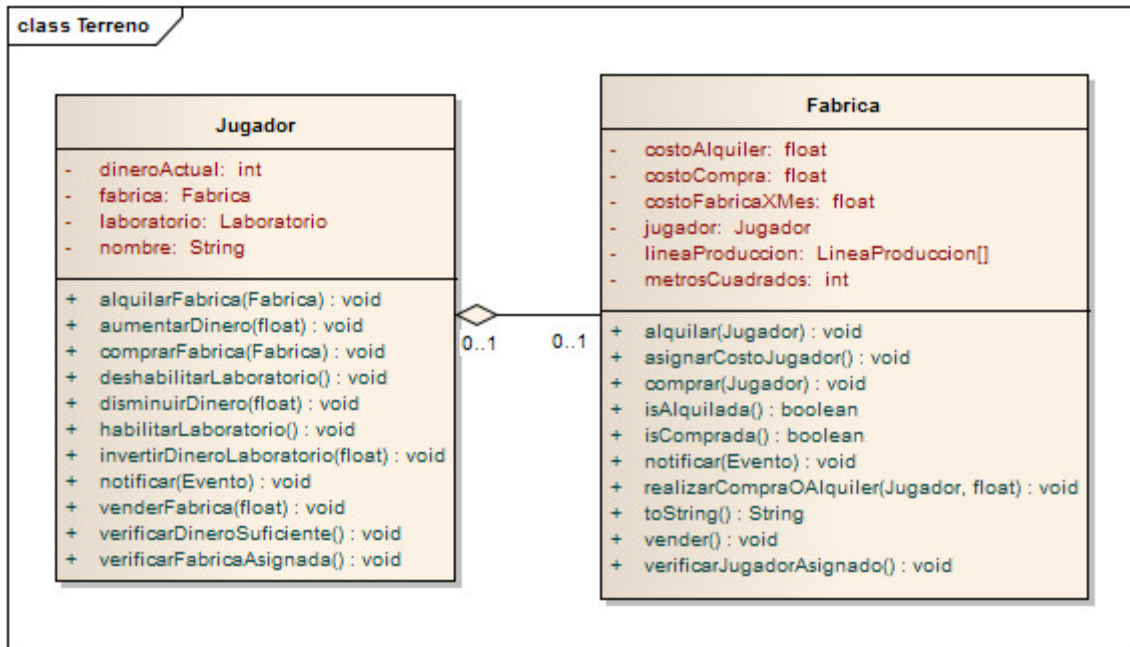 class Terreno
Jugador
- dineroActual: int
- fabrica: Fabrica
- laboratorio: Laboratorio
- nombre: String
+ alquilarFabrica(Fabrica) : void
+ aumentarDinero(float) : void
+ comprarFabrica(Fabrica) : void
+ deshabilitarLaboratorio() : void
+ disminuirDinero(float) : void
+ habilitarLaboratorio() : void
+ invertirDineroLaboratorio(float) : void
+ notificar(Evento) : void
+ venderFabrica(float) : void
+ verificarDineroSuficiente() : void
+ verificarFabricaAsignada() : void
0..1
0..1
Fabrica
- costoAlquiler: float
- costoCompra: float
- costoFabricaXMes: float
- jugador: Jugador
- lineaProduccion: LineaProduccion[]
- metrosCuadrados: int
+ alquilar(Jugador) : void
+ asignarCostoJugador() : void
+ comprar(Jugador) : void
+ isAlquilada() : boolean
+ isComprada() : boolean
+ notificar(Evento) : void
+ realizarCompraOAlquiler(Jugador, float) : void
+ toString() : String
+ vender() : void
+ verificarJugadorAsignado() : void